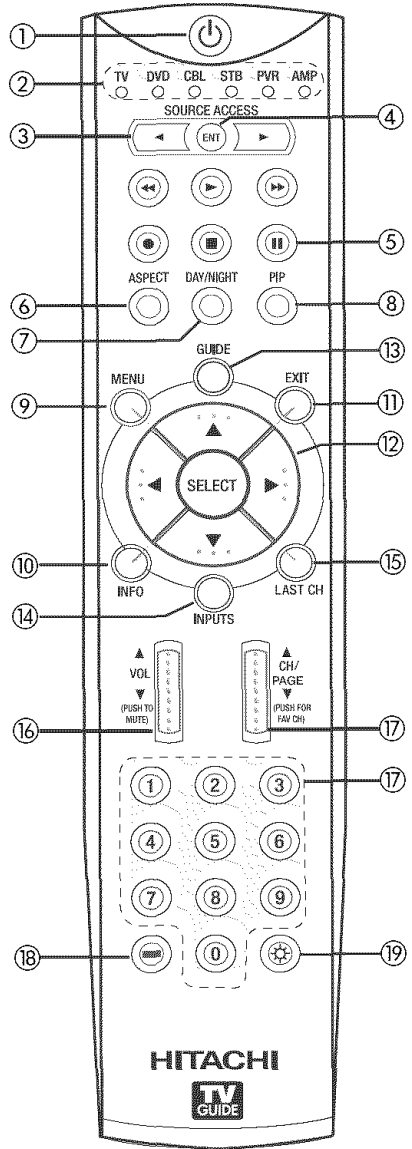 ①
② TV DVD CBL STB PVR AMP
SOURCE ACCESS ④
③ ENT
⑤
ASPECT DAY/NIGHT PIP
⑥ ⑧
⑦
GUIDE ⑬
MENU EXIT
⑨ ⑪
⑫
SELECT
⑩ ⑮
INFO LAST CH
⑭ INPUTS
VOL CH/
PAGE
(PUSH TO (PUSH FOR
MUTE) FAV CH)
⑯ ⑰
1 2 3 ⑰
4 5 6
7 8 9
⑱ 0 ⑲
HITACHI
TV
GUIDE